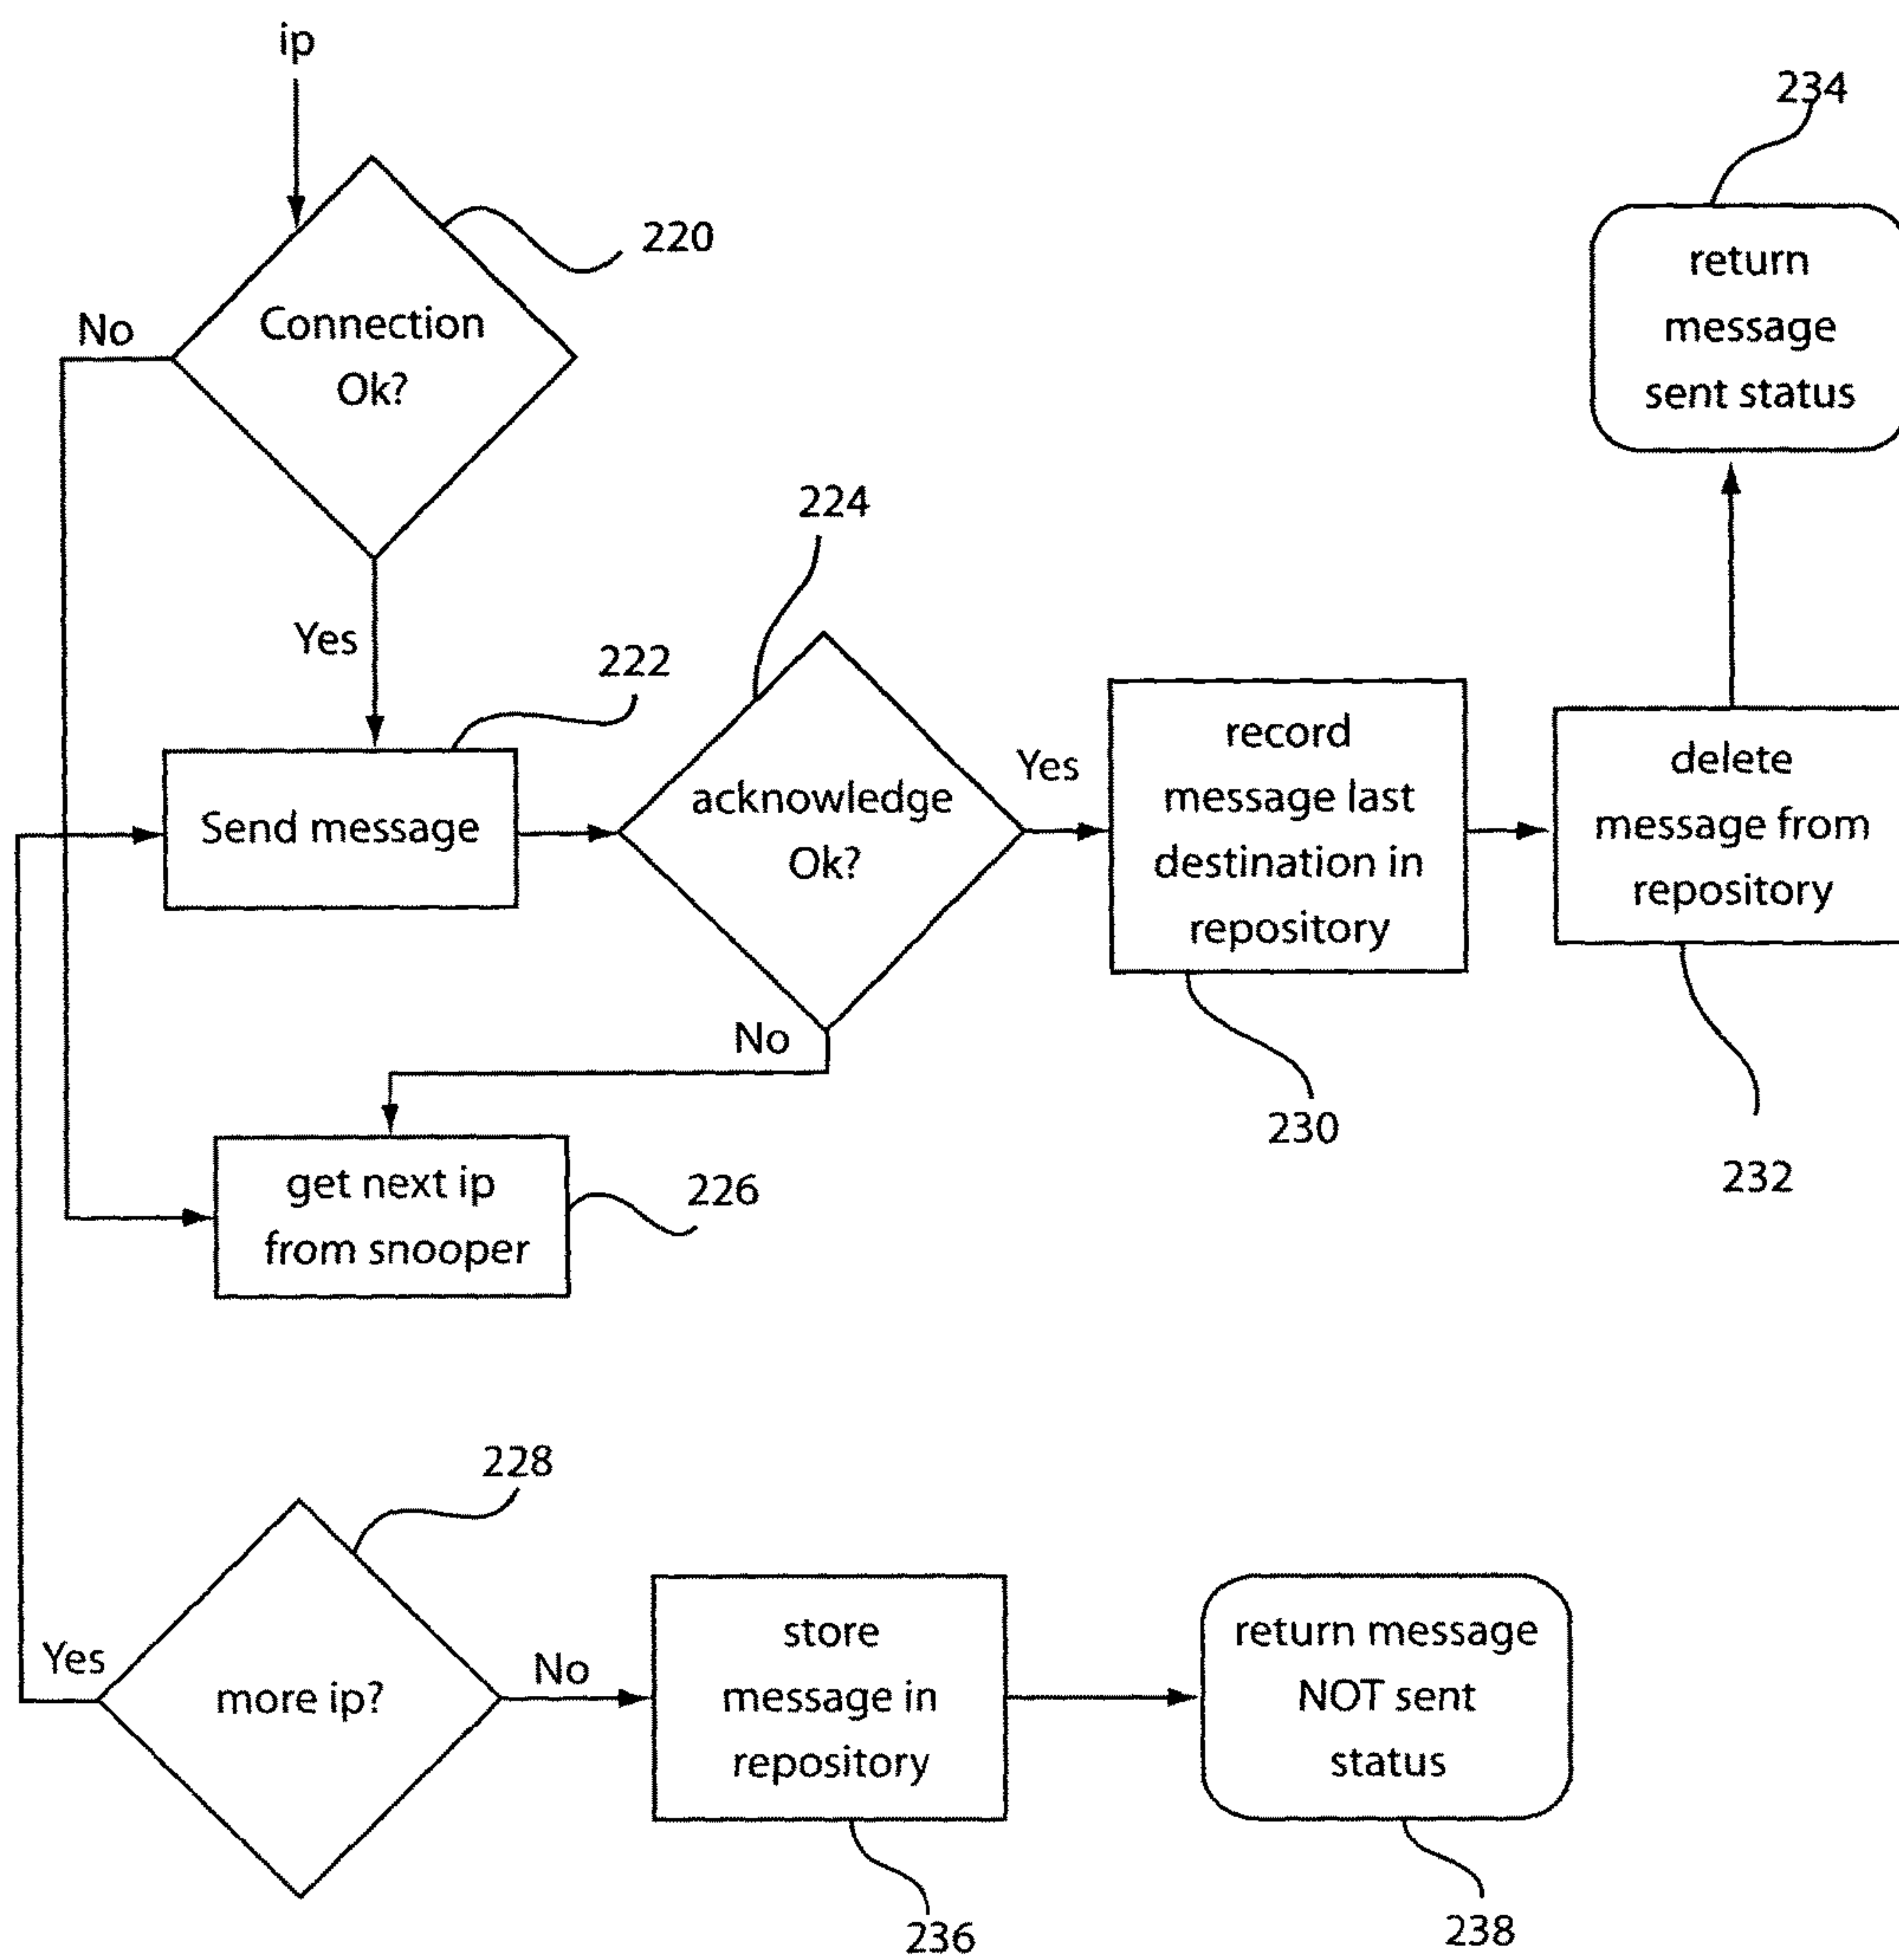 ip
234
220
return
message
sent status
No
Connection
Ok?
224
Yes
222
Send message
acknowledge
Ok?
Yes
record
message last
destination in
repository
delete
message from
repository
No
230
232
get next ip
from snooper
226
228
Yes
more ip?
No
store
message in
repository
return message
NOT sent
status
236
238